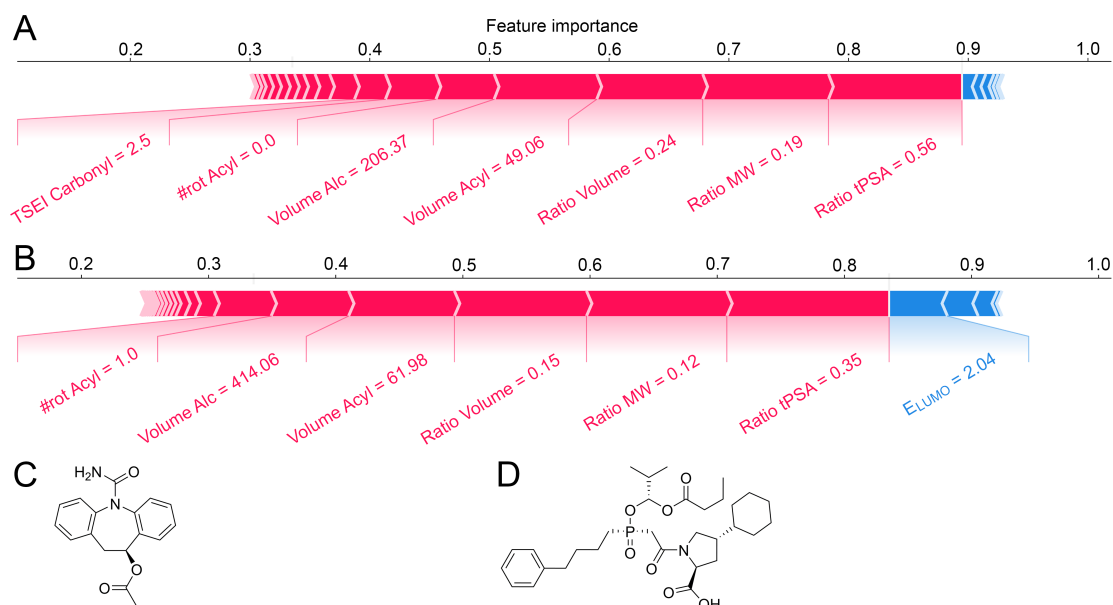 A
Feature importance
0.2 0.3 0.4 0.5 0.6 0.7 0.8 0.9 1.0
TSEI Carbonyl = 2.5
#rot Acyl = 0.0
Volume Alc = 206.37
Volume Acyl = 49.06
Ratio Volume = 0.24
Ratio MW = 0.19
Ratio tPSA = 0.56
B
0.2 0.3 0.4 0.5 0.6 0.7 0.8 0.9 1.0
#rot Acyl = 1.0
Volume Alc = 414.06
Volume Acyl = 61.98
Ratio Volume = 0.15
Ratio MW = 0.12
Ratio tPSA = 0.35
ELUMO = 2.04
C
H2N O
N
O
O
D
O
O O
P
O
N
O
O
OH